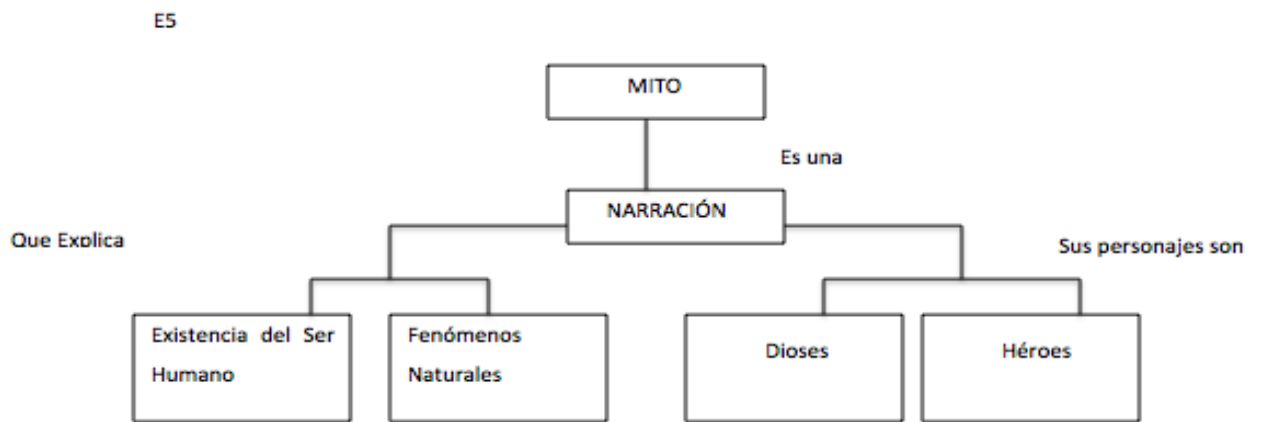 E5
MITO
Es una
NARRACIÓN
Que Explica
Sus personajes son
Existencia del Ser
Humano
Fenómenos
Naturales
Dioses
Héroes